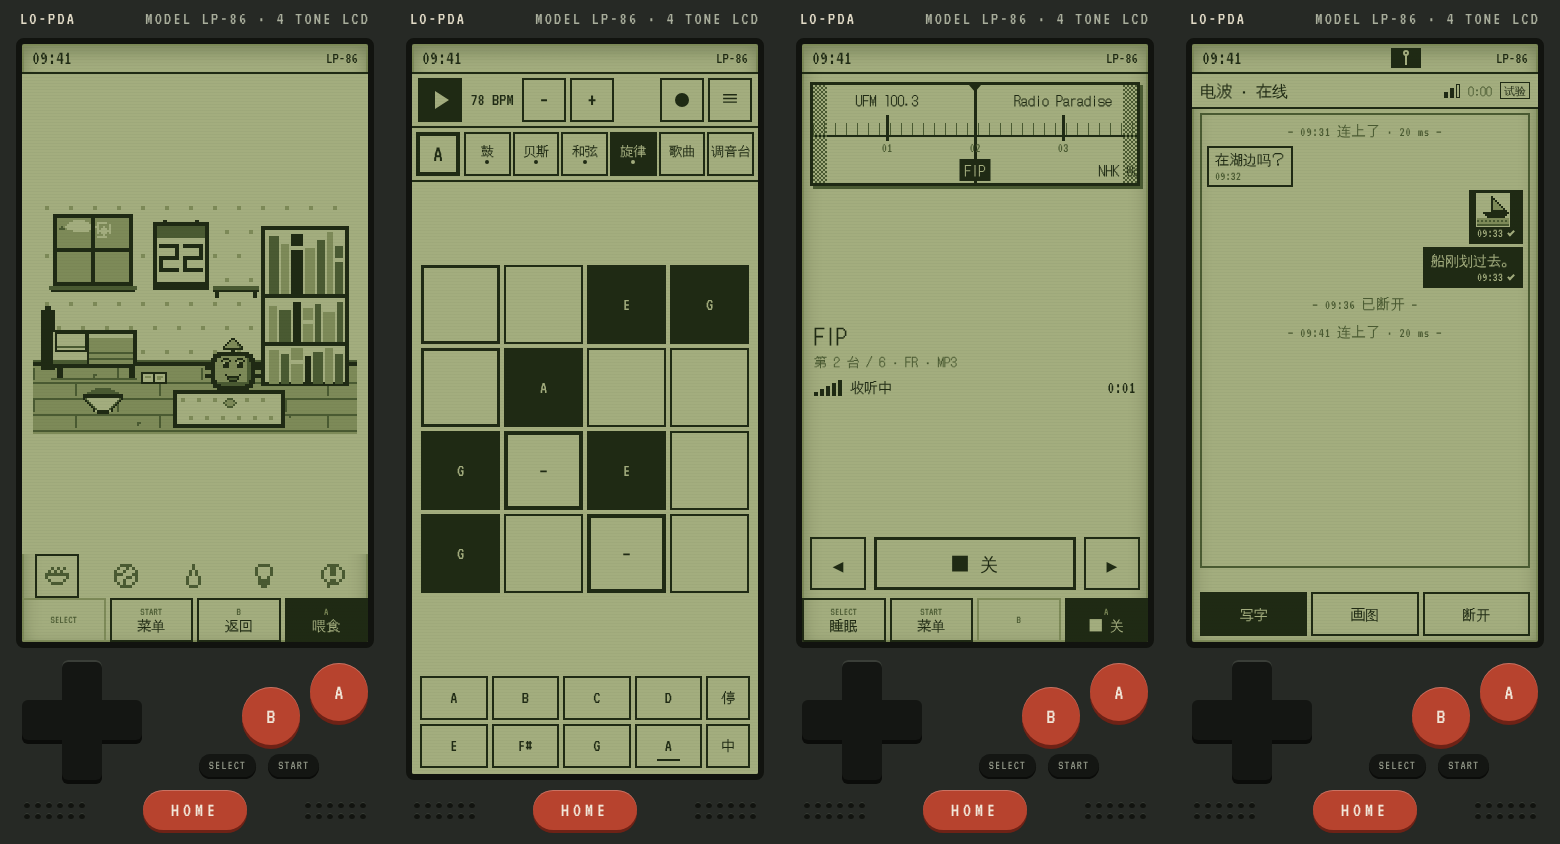 LO-PDA
MODEL LP-86 · 4 TONE LCD
09:41
LP-86
22
SELECT
START
菜单
B
返回
A
喂食
B
A
SELECT
START
HOME
LO-PDA
MODEL LP-86 · 4 TONE LCD
09:41
LP-86
78 BPM
-
+
A
鼓
贝斯
和弦
旋律
歌曲
调音台
E
G
A
G
-
E
G
-
A
B
C
D
停
E
F#
G
A
中
HOME
LO-PDA
MODEL LP-86 · 4 TONE LCD
09:41
LP-86
UFM 100.3
Radio Paradise
01
02
03
FIP
NHK
FIP
第 2 台 / 6 · FR · MP3
收听中
0:01
关
SELECT
睡眠
START
菜单
B
A
关
B
A
SELECT
START
HOME
LO-PDA
MODEL LP-86 · 4 TONE LCD
09:41
LP-86
电波 · 在线
0:00
试验
- 09:31 连上了 · 20 ms -
在湖边吗?
09:32
09:33
船刚划过去。
09:33
- 09:36 已断开 -
- 09:41 连上了 · 20 ms -
写字
画图
断开
B
A
SELECT
START
HOME